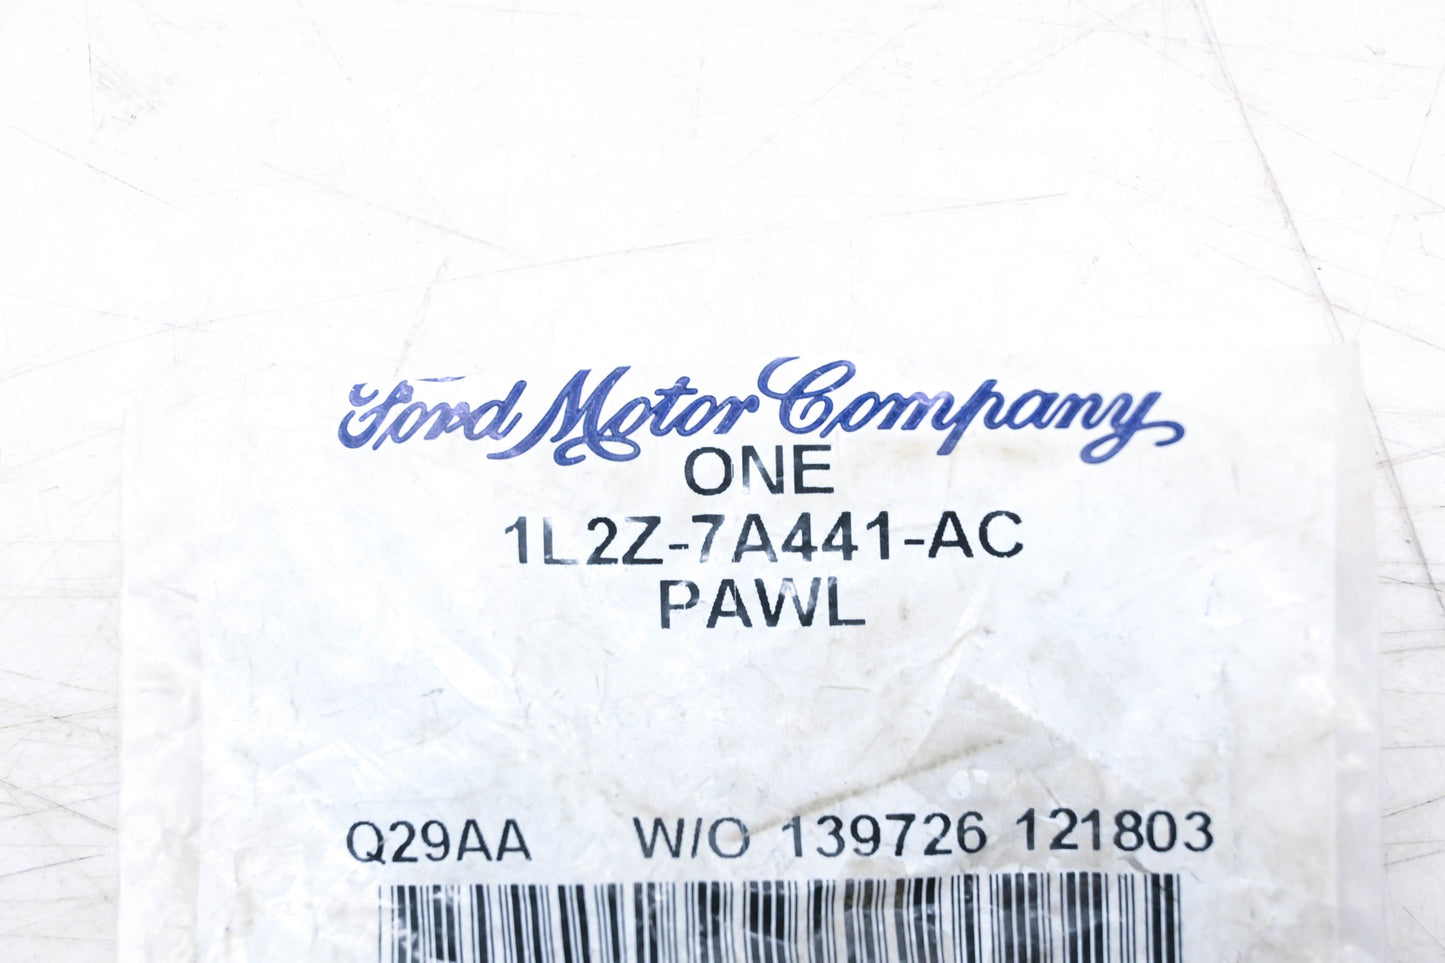 Ford Motor Company
ONE
1L2Z-7A441-AC
PAWL
Q29AA W/O 139726 121803